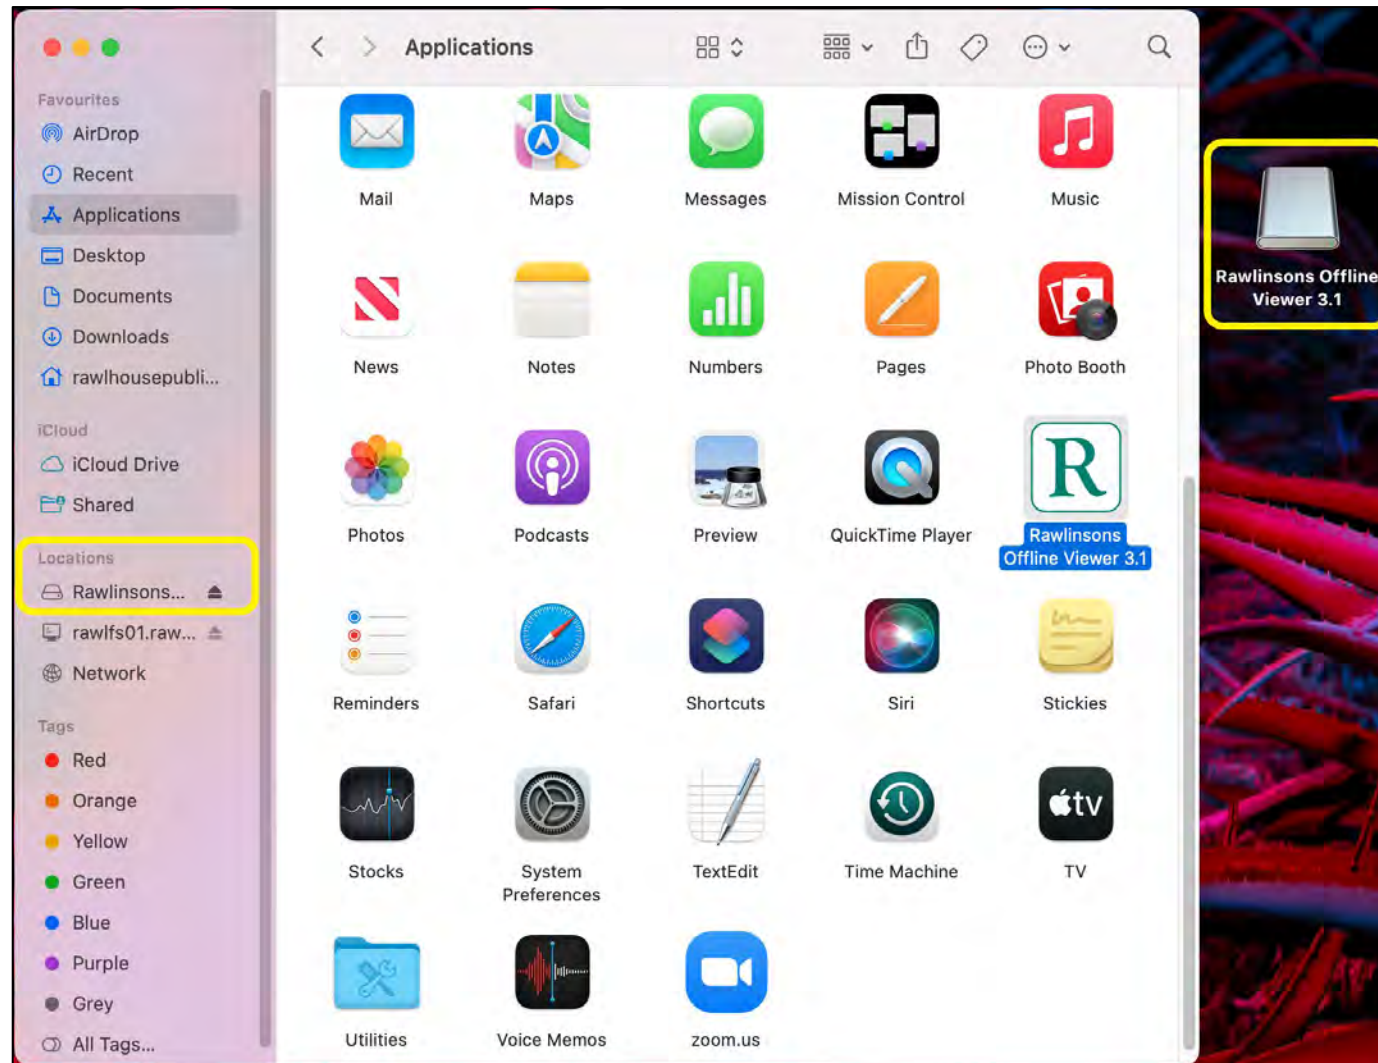 Applications
Favourites
AirDrop
Recent
Applications
Desktop
Documents
Downloads
rawlhousepubli...
iCloud
iCloud Drive
Shared
Locations
Rawlinsons...
rawlfs01.raw...
Network
Tags
Red
Orange
Yellow
Green
Blue
Purple
Grey
All Tags...
Mail
Maps
Messages
Mission Control
Music
News
Notes
Numbers
Pages
Photo Booth
Photos
Podcasts
Preview
QuickTime Player
R
Rawlinsons
Offline Viewer 3.1
Reminders
Safari
Shortcuts
Siri
Stickies
Stocks
System
Preferences
TextEdit
Time Machine
tv
TV
Utilities
Voice Memos
zoom.us
Rawlinsons Offline
Viewer 3.1